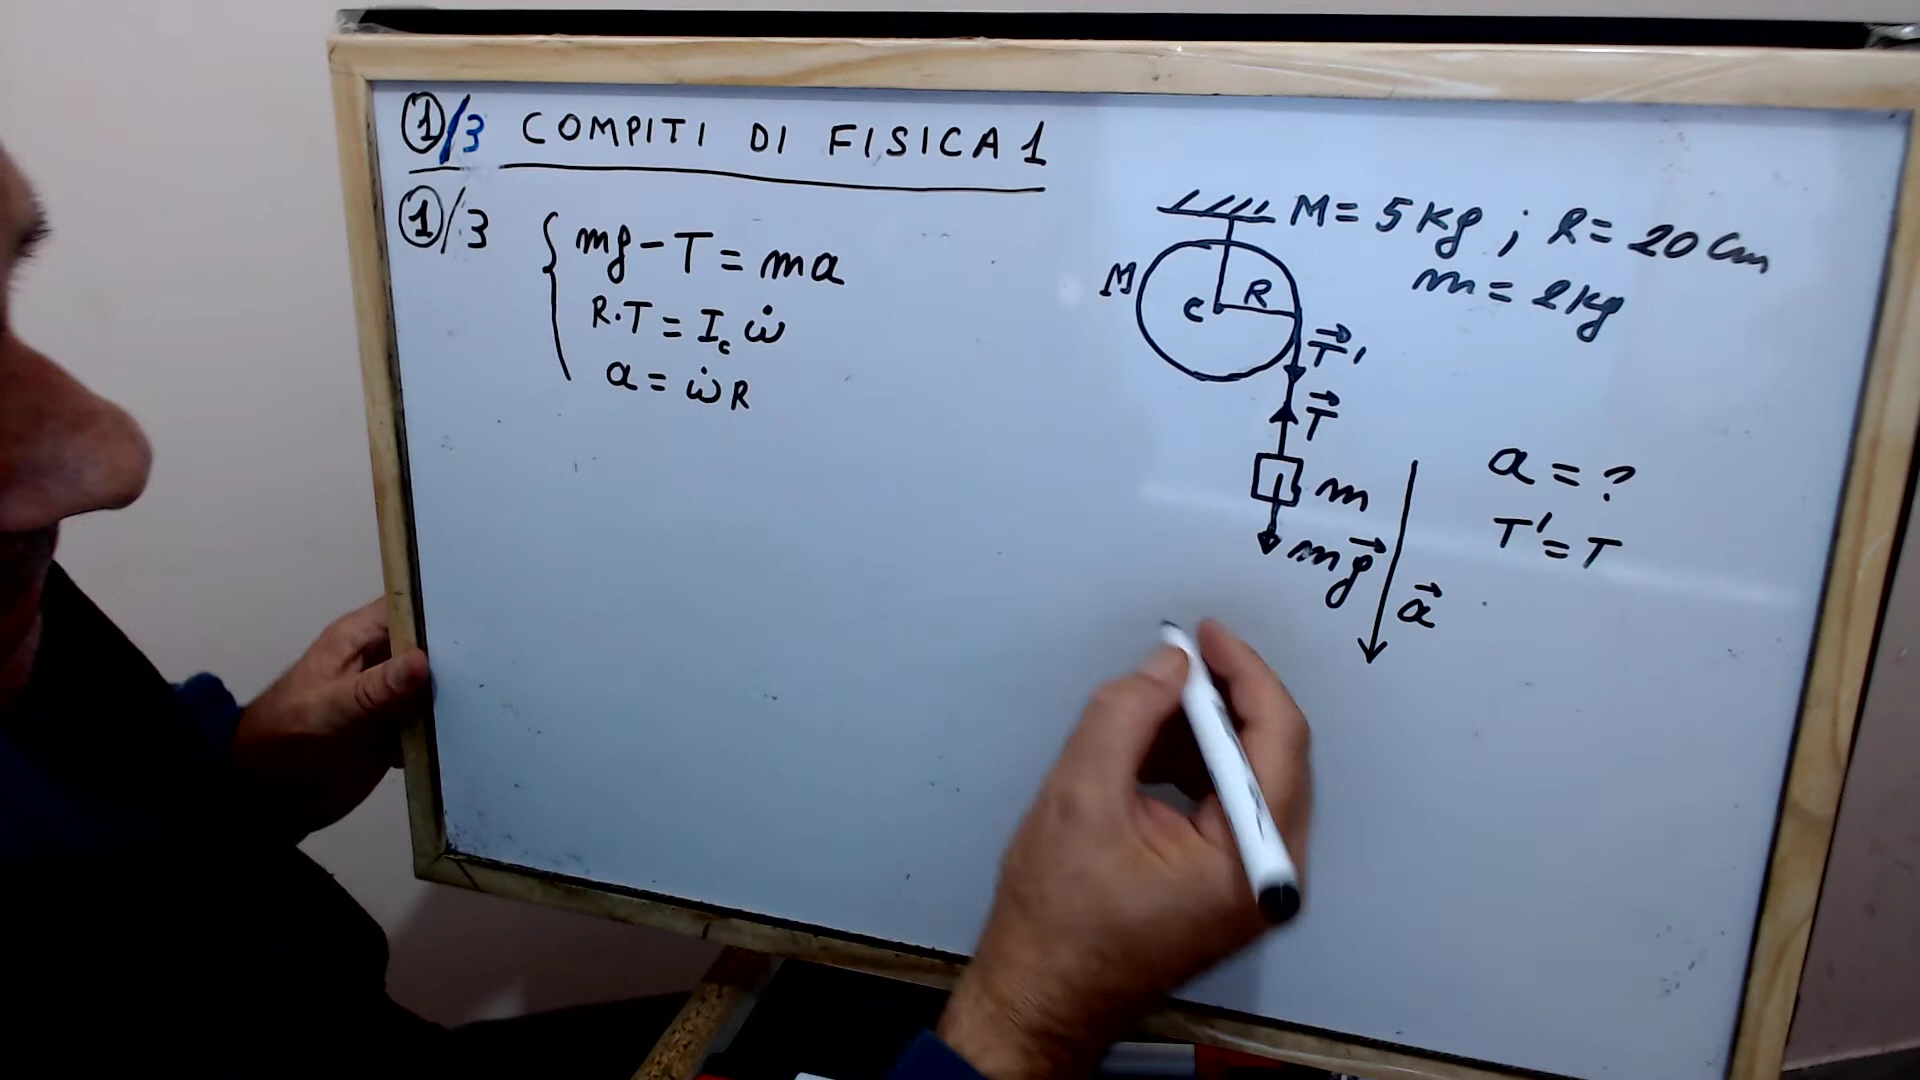 ①/3 COMPITI DI FISICA 1
①/3
mg - T = ma
R·T = I_c ω̇
a = ω̇ R
M = 5 Kg ; R = 20 cm
m = 2 kg
M
C
R
T⃗'
T⃗
m
mg⃗
a⃗
a = ?
T' = T